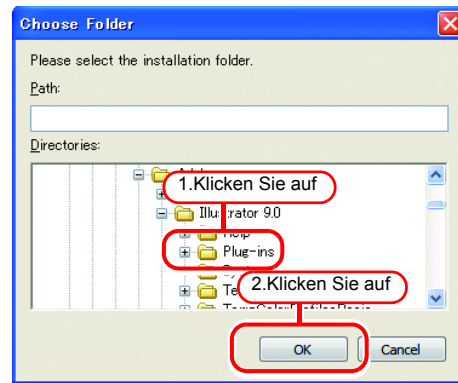 Choose Folder
Please select the installation folder.
Path:
Directories:
1.Klicken Sie auf
Illustrator 9.0
Help
Plug-ins
2.Klicken Sie auf
OK
Cancel